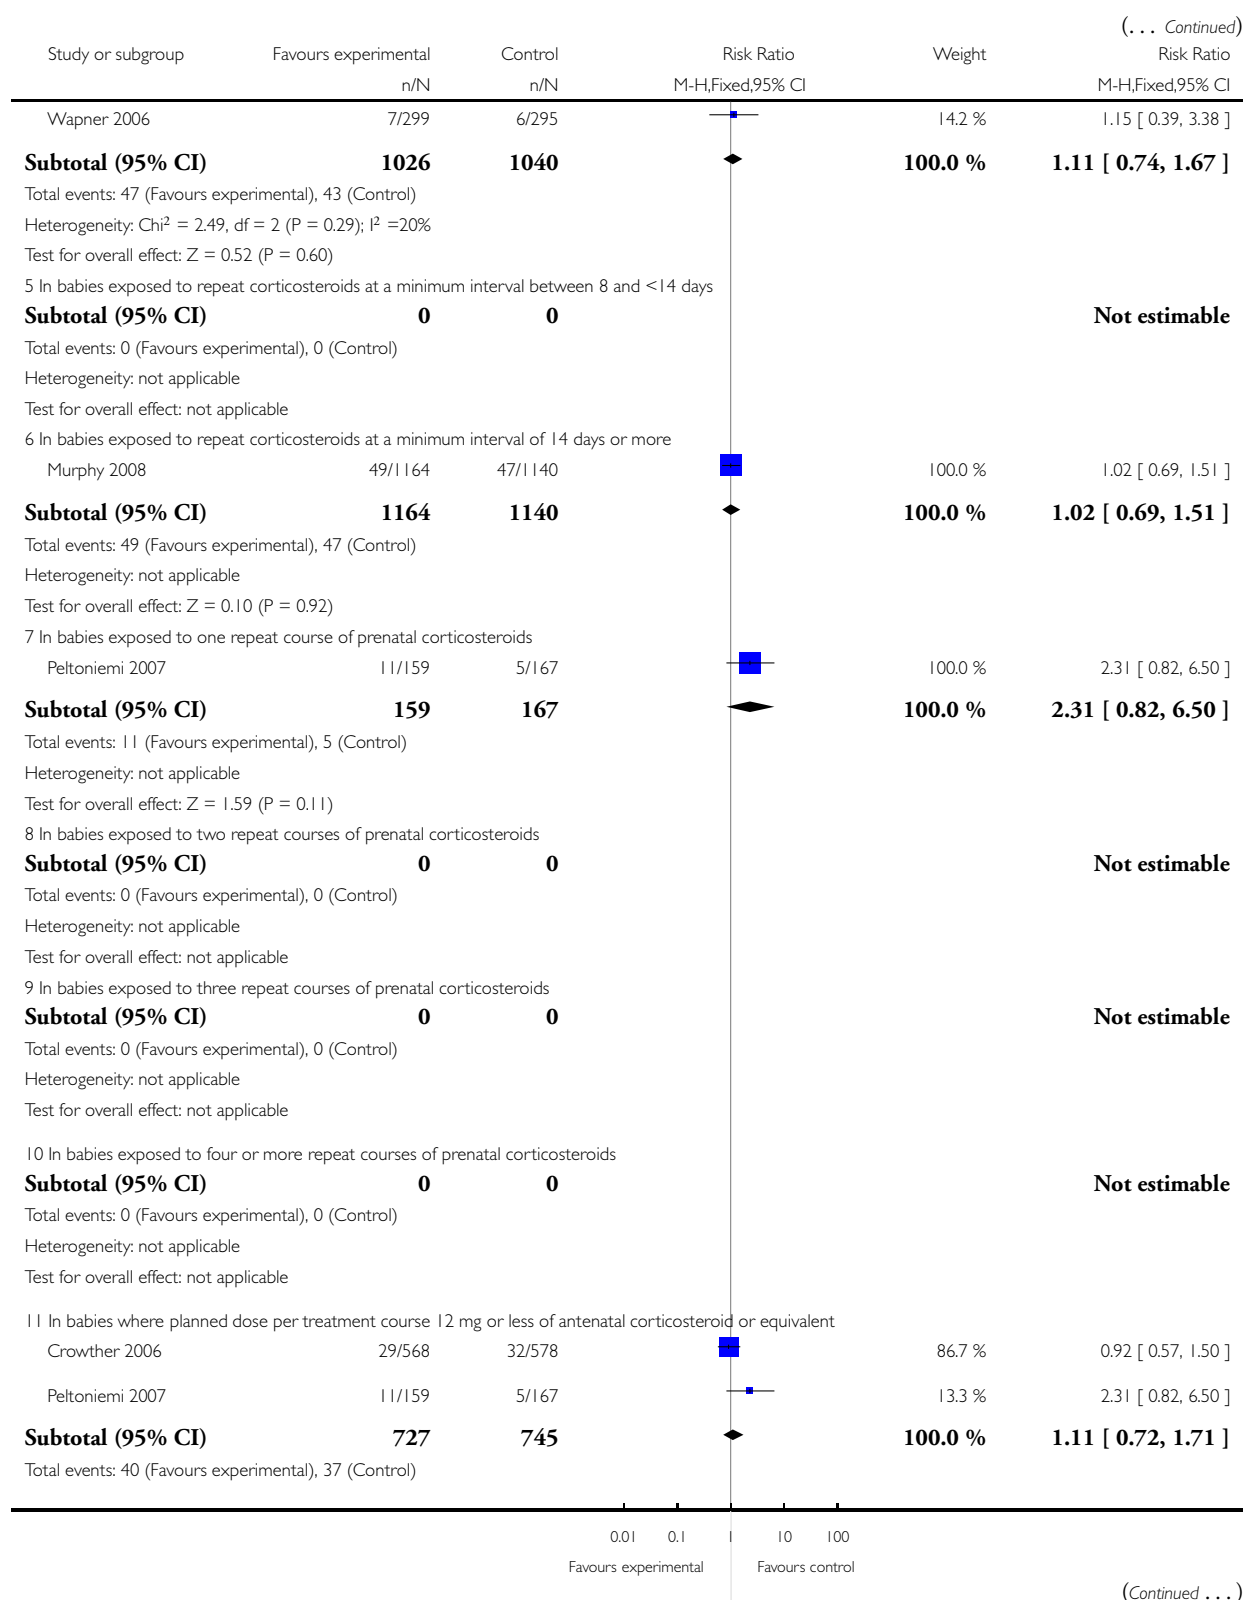 (... Continued)
Study or subgroup Favours experimental Control Risk Ratio Weight Risk Ratio
n/N n/N M-H,Fixed,95% CI M-H,Fixed,95% CI
Wapner 2006 7/299 6/295 14.2 % 1.15 [ 0.39, 3.38 ]
Subtotal (95% CI) 1026 1040 100.0 % 1.11 [ 0.74, 1.67 ]
Total events: 47 (Favours experimental), 43 (Control)
Heterogeneity: Chi² = 2.49, df = 2 (P = 0.29); I² =20%
Test for overall effect: Z = 0.52 (P = 0.60)
5 In babies exposed to repeat corticosteroids at a minimum interval between 8 and <14 days
Subtotal (95% CI) 0 0 Not estimable
Total events: 0 (Favours experimental), 0 (Control)
Heterogeneity: not applicable
Test for overall effect: not applicable
6 In babies exposed to repeat corticosteroids at a minimum interval of 14 days or more
Murphy 2008 49/1164 47/1140 100.0 % 1.02 [ 0.69, 1.51 ]
Subtotal (95% CI) 1164 1140 100.0 % 1.02 [ 0.69, 1.51 ]
Total events: 49 (Favours experimental), 47 (Control)
Heterogeneity: not applicable
Test for overall effect: Z = 0.10 (P = 0.92)
7 In babies exposed to one repeat course of prenatal corticosteroids
Peltoniemi 2007 11/159 5/167 100.0 % 2.31 [ 0.82, 6.50 ]
Subtotal (95% CI) 159 167 100.0 % 2.31 [ 0.82, 6.50 ]
Total events: 11 (Favours experimental), 5 (Control)
Heterogeneity: not applicable
Test for overall effect: Z = 1.59 (P = 0.11)
8 In babies exposed to two repeat courses of prenatal corticosteroids
Subtotal (95% CI) 0 0 Not estimable
Total events: 0 (Favours experimental), 0 (Control)
Heterogeneity: not applicable
Test for overall effect: not applicable
9 In babies exposed to three repeat courses of prenatal corticosteroids
Subtotal (95% CI) 0 0 Not estimable
Total events: 0 (Favours experimental), 0 (Control)
Heterogeneity: not applicable
Test for overall effect: not applicable
10 In babies exposed to four or more repeat courses of prenatal corticosteroids
Subtotal (95% CI) 0 0 Not estimable
Total events: 0 (Favours experimental), 0 (Control)
Heterogeneity: not applicable
Test for overall effect: not applicable
11 In babies where planned dose per treatment course 12 mg or less of antenatal corticosteroid or equivalent
Crowther 2006 29/568 32/578 86.7 % 0.92 [ 0.57, 1.50 ]
Peltoniemi 2007 11/159 5/167 13.3 % 2.31 [ 0.82, 6.50 ]
Subtotal (95% CI) 727 745 100.0 % 1.11 [ 0.72, 1.71 ]
Total events: 40 (Favours experimental), 37 (Control)
0.01 0.1 1 10 100
Favours experimental Favours control
(Continued ...)